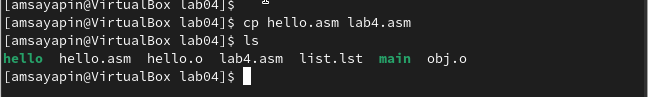 [amsayapin@VirtualBox lab04]$
[amsayapin@VirtualBox lab04]$ cp hello.asm lab4.asm
[amsayapin@VirtualBox lab04]$ ls
hello  hello.asm  hello.o  lab4.asm  list.lst  main  obj.o
[amsayapin@VirtualBox lab04]$